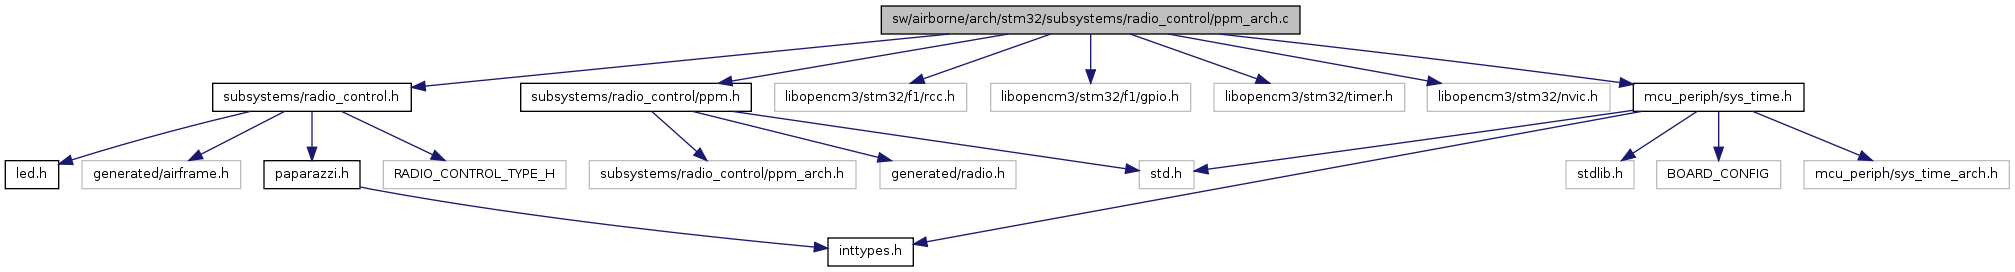 sw/airborne/arch/stm32/subsystems/radio_control/ppm_arch.c
subsystems/radio_control.h
subsystems/radio_control/ppm.h
libopencm3/stm32/f1/rcc.h
libopencm3/stm32/f1/gpio.h
libopencm3/stm32/timer.h
libopencm3/stm32/nvic.h
mcu_periph/sys_time.h
led.h
generated/airframe.h
paparazzi.h
RADIO_CONTROL_TYPE_H
subsystems/radio_control/ppm_arch.h
generated/radio.h
std.h
stdlib.h
BOARD_CONFIG
mcu_periph/sys_time_arch.h
inttypes.h